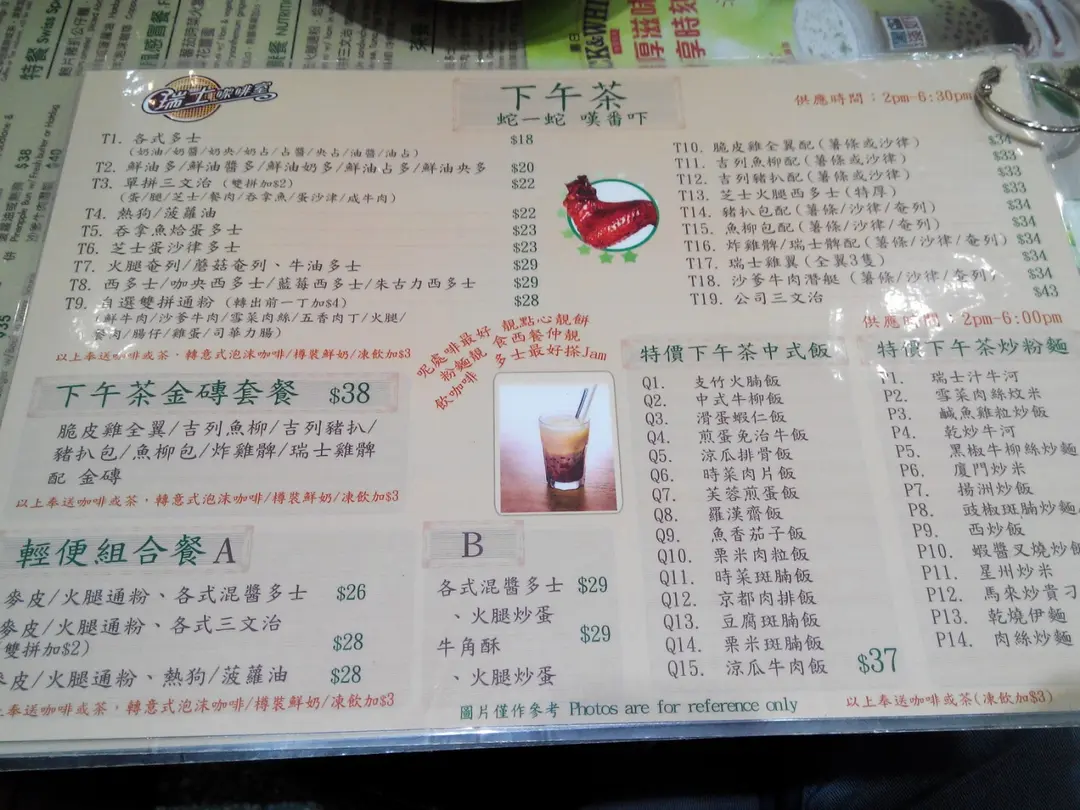 瑞士咖啡室
下午茶
蛇一蛇 嘆番吓
供應時間：2pm-6:30pm
T1. 各式多士 $18
(奶油/奶醬/奶央/奶占/占醬/央占/油醬/油占)
T2. 鮮油多/鮮油醬多/鮮油奶多/鮮油占多/鮮油央多 $20
T3. 單拼三文治 (雙拼加$2) $22
(蛋/腿/芝士/餐肉/吞拿魚/蛋沙津/咸牛肉)
T4. 熱狗/菠蘿油 $22
T5. 吞拿魚烚蛋多士 $23
T6. 芝士蛋沙律多士 $23
T7. 火腿奄列/蘑菇奄列、牛油多士 $29
T8. 西多士/咖央西多士/藍莓西多士/朱古力西多士 $29
T9. 自選雙拼通粉 (轉出前一丁加$4) $28
(鮮牛肉/沙爹牛肉/雪菜肉絲/五香肉丁/火腿/
餐肉/腸仔/雞蛋/司華力腸)
以上奉送咖啡或茶，轉意式泡沫咖啡/樽裝鮮奶/凍飲加$3
T10. 脆皮雞全翼配(薯條或沙律) $34
T11. 吉列魚柳配(薯條或沙律) $33
T12. 吉列豬扒配(薯條或沙律) $33
T13. 芝士火腿西多士(特厚) $33
T14. 豬扒包配(薯條/沙律/奄列) $34
T15. 魚柳包配(薯條/沙律/奄列) $34
T16. 炸雞髀/瑞士髀配(薯條/沙律/奄列) $34
T17. 瑞士雞翼(全翼3隻) $34
T18. 沙爹牛肉潛艇 (薯條/沙律/奄列) $34
T19. 公司三文治 $43
下午茶金磚套餐 $38
脆皮雞全翼/吉列魚柳/吉列豬扒/
豬扒包/魚柳包/炸雞髀/瑞士雞髀
配 金磚
以上奉送咖啡或茶，轉意式泡沫咖啡/樽裝鮮奶/凍飲加$3
呢處啡最好 靚點心靚餅
粉麵靚 食西餐仲靚
飲咖啡 多士最好搽Jam
輕便組合餐 A
麥皮/火腿通粉、各式混醬多士 $26
麥皮/火腿通粉、各式三文治
(雙拼加$2) $28
麥皮/火腿通粉、熱狗/菠蘿油 $28
上奉送咖啡或茶，轉意式泡沫咖啡/樽裝鮮奶/凍飲加$3
B
各式混醬多士 $29
、火腿炒蛋
牛角酥 $29
、火腿炒蛋
圖片僅作參考 Photos are for reference only
特價下午茶中式飯
Q1. 支竹火腩飯
Q2. 中式牛柳飯
Q3. 滑蛋蝦仁飯
Q4. 煎蛋免治牛飯
Q5. 涼瓜排骨飯
Q6. 時菜肉片飯
Q7. 芙蓉煎蛋飯
Q8. 羅漢齋飯
Q9. 魚香茄子飯
Q10. 粟米肉粒飯
Q11. 時菜斑腩飯
Q12. 京都肉排飯
Q13. 豆腐斑腩飯
Q14. 粟米斑腩飯
Q15. 涼瓜牛肉飯
$37
供應時間：2pm-6:00pm
特價下午茶炒粉麵
P1. 瑞士汁牛河
P2. 雪菜肉絲炆米
P3. 鹹魚雞粒炒飯
P4. 乾炒牛河
P5. 黑椒牛柳絲炒麵
P6. 廈門炒米
P7. 揚洲炒飯
P8. 豉椒斑腩炒麵
P9. 西炒飯
P10. 蝦醬叉燒炒飯
P11. 星州炒米
P12. 馬來炒貴刁
P13. 乾燒伊麵
P14. 肉絲炒麵
以上奉送咖啡或茶(凍飲加$3)